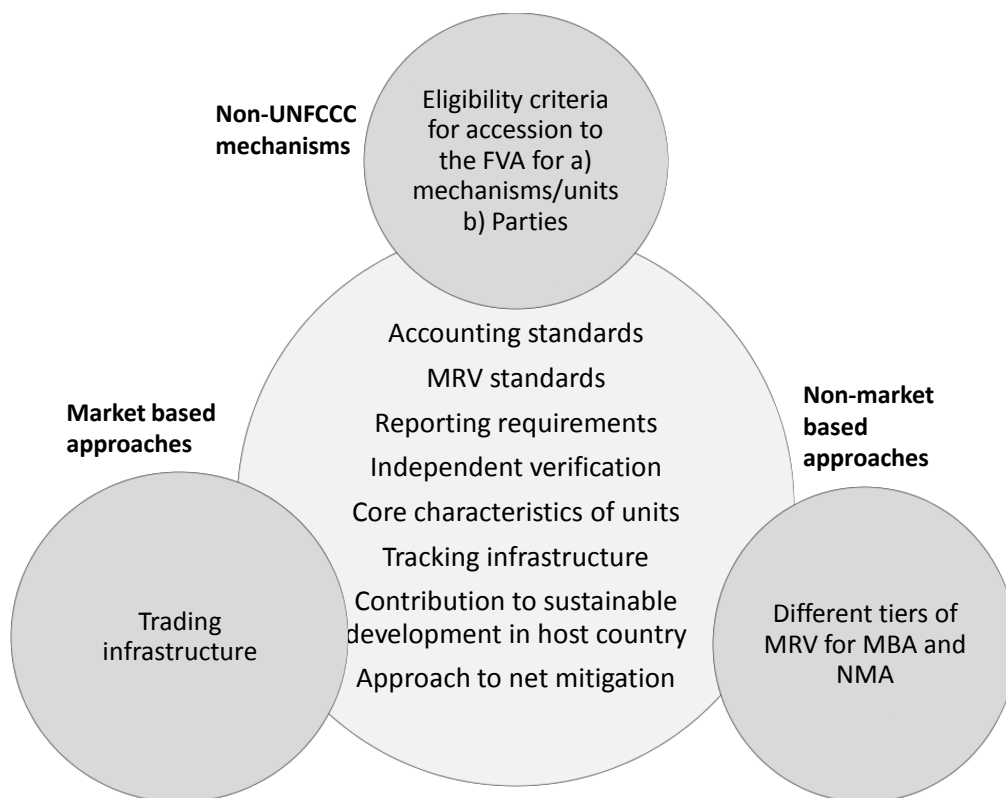 Non-UNFCCC
mechanisms
Eligibility criteria
for accession to
the FVA for a)
mechanisms/units
b) Parties
Accounting standards
MRV standards
Reporting requirements
Independent verification
Core characteristics of units
Tracking infrastructure
Contribution to sustainable
development in host country
Approach to net mitigation
Market based
approaches
Trading
infrastructure
Non-market
based
approaches
Different tiers of
MRV for MBA and
NMA